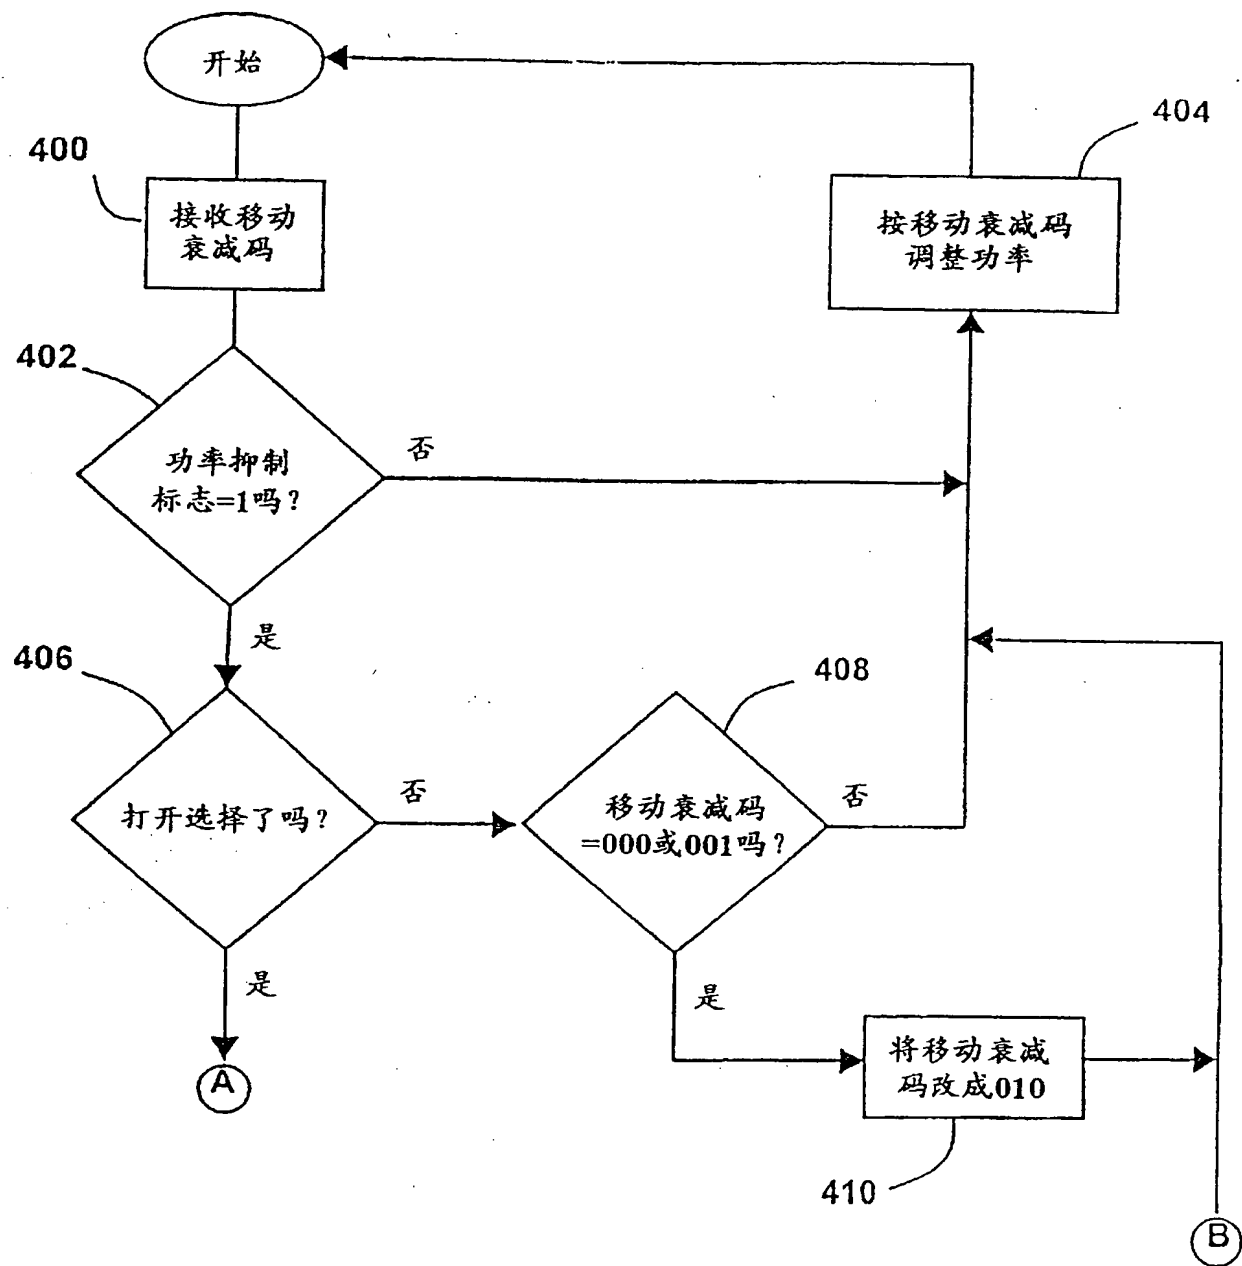 开始
404
400
接收移动
衰减码
按移动衰减码
调整功率
402
否
功率抑制
标志=1吗?
是
406
408
否
打开选择了吗?
移动衰减码
=000或001吗?
否
是
是
将移动衰减
码改成010
A
410
B